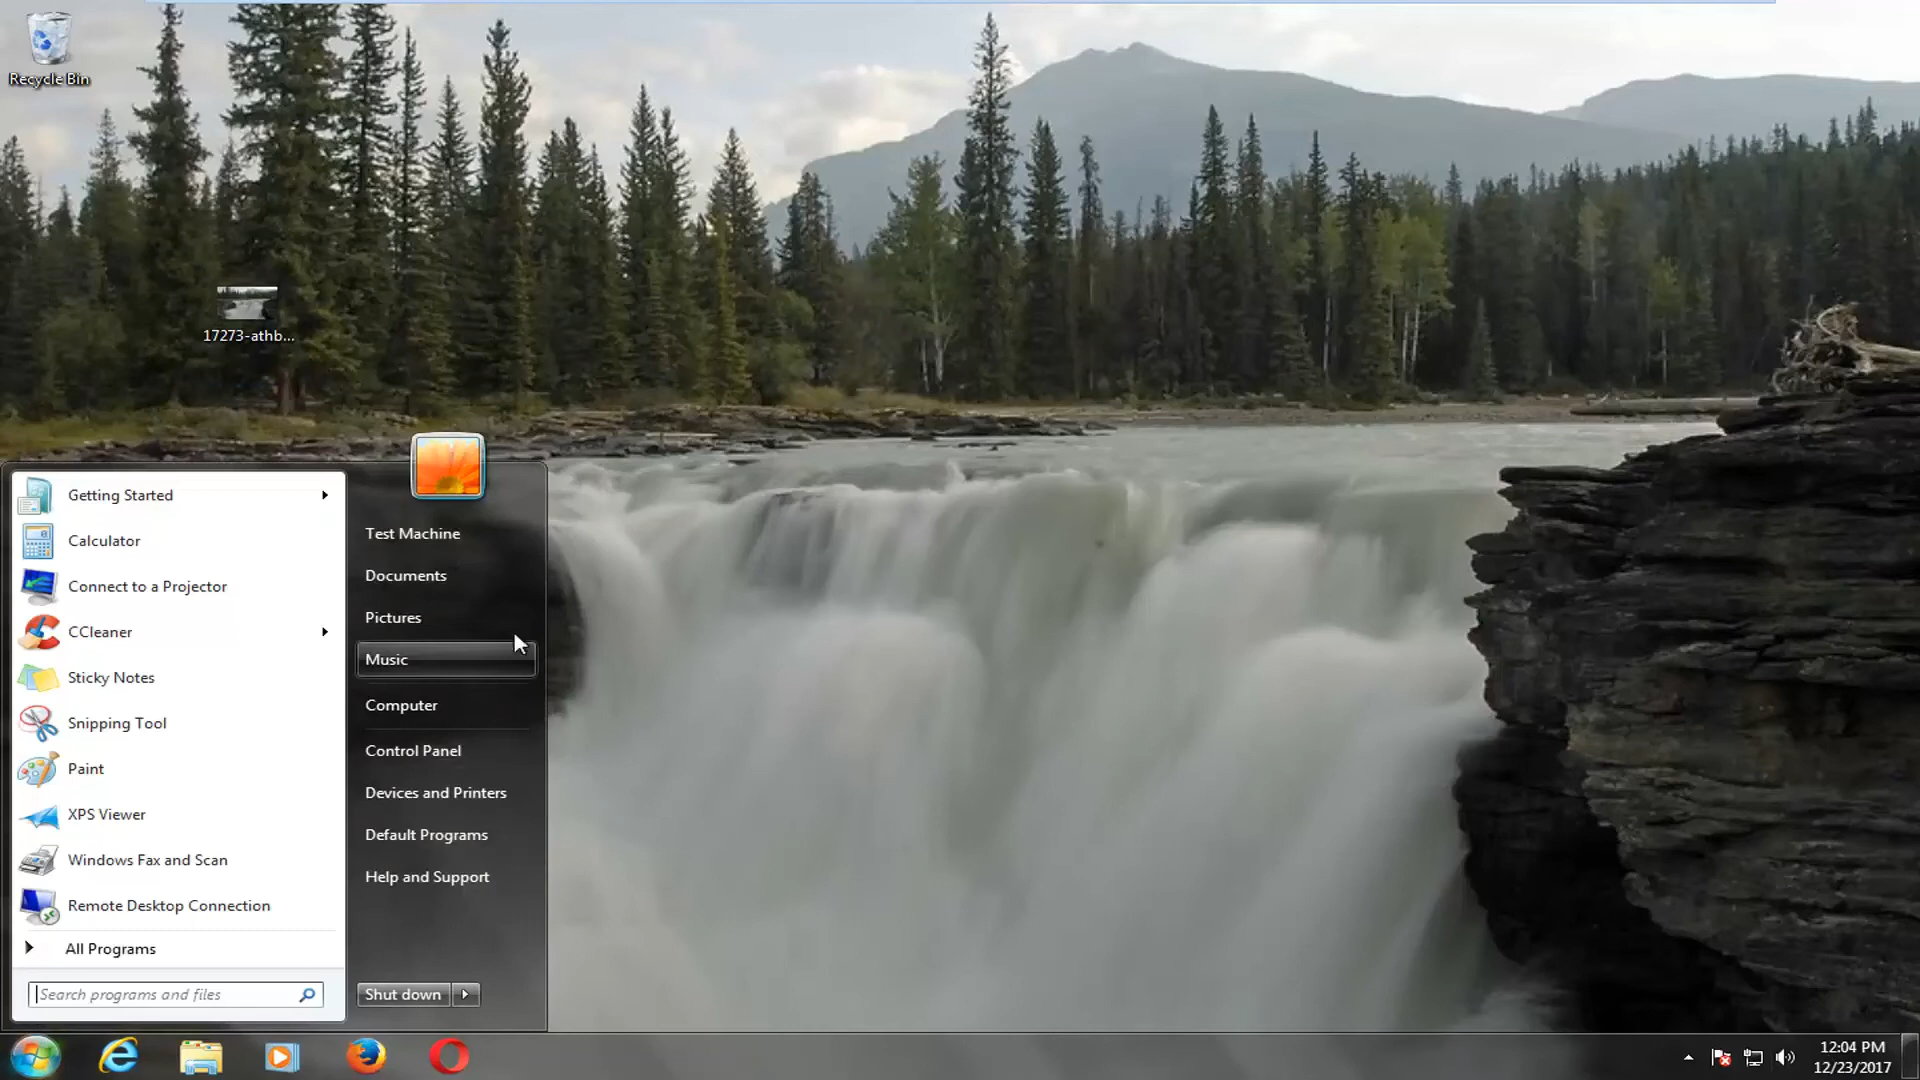 Recycle Bin
17273-athb...
Getting Started
Calculator
Connect to a Projector
CCleaner
Sticky Notes
Snipping Tool
Paint
XPS Viewer
Windows Fax and Scan
Remote Desktop Connection
All Programs
Search programs and files
Test Machine
Documents
Pictures
Music
Computer
Control Panel
Devices and Printers
Default Programs
Help and Support
Shut down
12:04 PM
12/23/2017